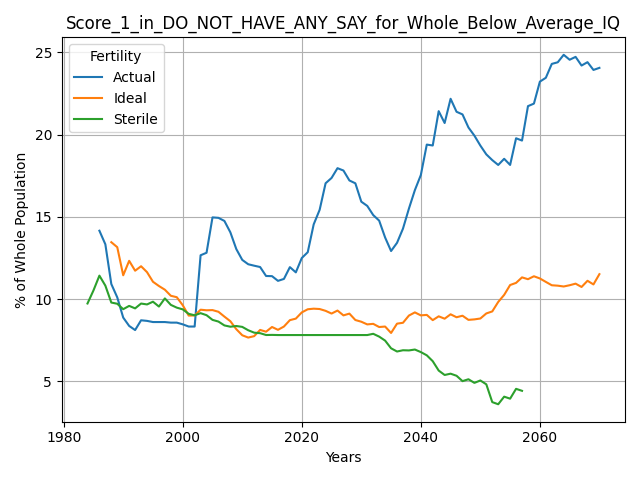 Score_1_in_DO_NOT_HAVE_ANY_SAY_for_Whole_Below_Average_IQ
Fertility
Actual
Ideal
Sterile
% of Whole Population
25
20
15
10
5
1980 2000 2020 2040 2060
Years